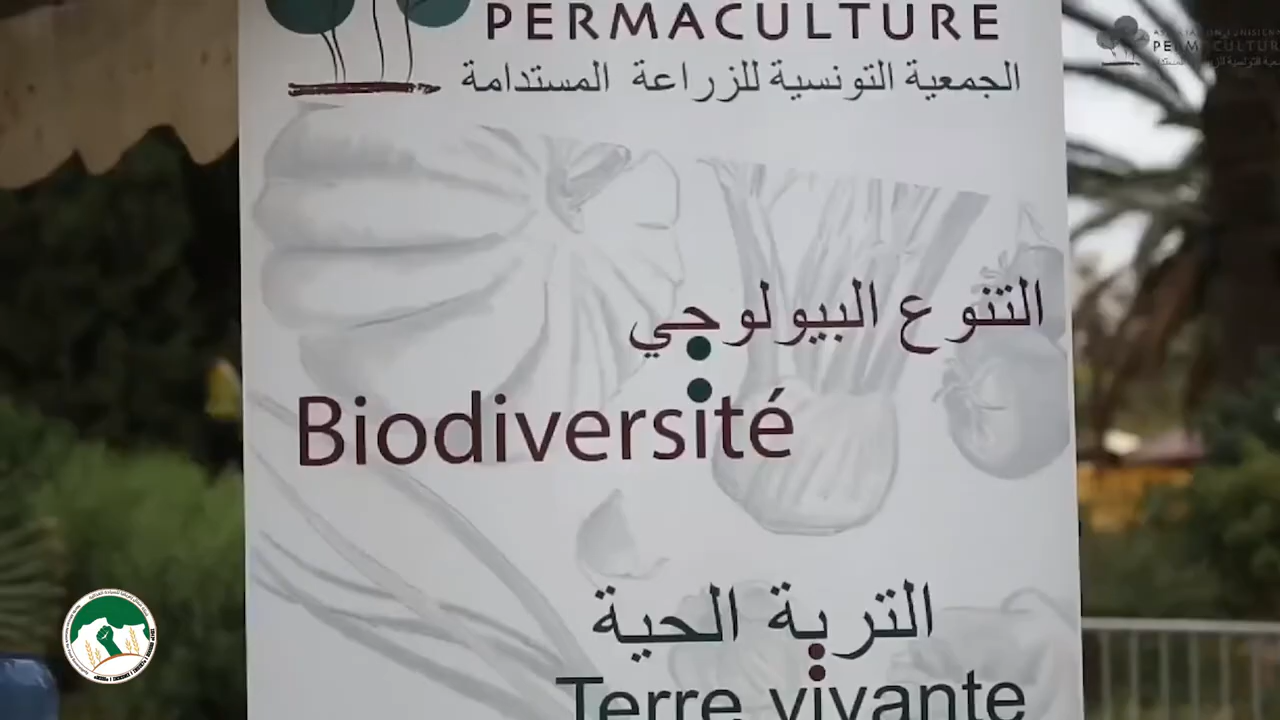 PERMACULTURE
الجمعية التونسية للزراعة المستدامة
التنوع البيولوجي
Biodiversité
التربة الحية
Terre vivante